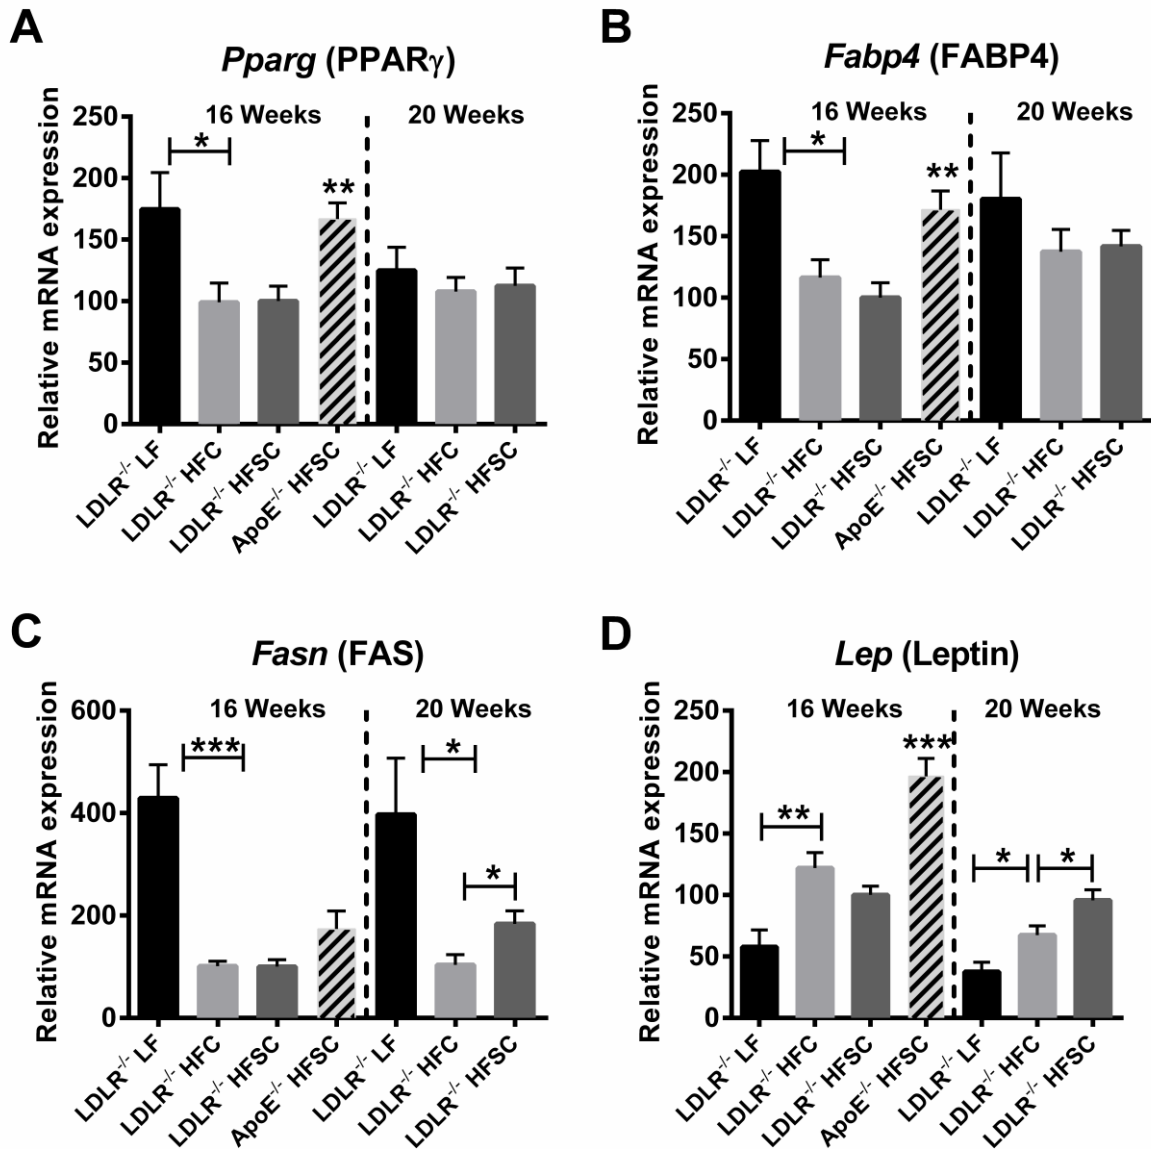 A
Pparg (PPARγ)
Relative mRNA expression
16 Weeks
20 Weeks
250
200
150
100
50
0
*
**
LDLR-/- LF
LDLR-/- HFC
LDLR-/- HFSC
ApoE-/- HFSC
LDLR-/- LF
LDLR-/- HFC
LDLR-/- HFSC
B
Fabp4 (FABP4)
Relative mRNA expression
16 Weeks
20 Weeks
250
200
150
100
50
0
*
**
LDLR-/- LF
LDLR-/- HFC
LDLR-/- HFSC
ApoE-/- HFSC
LDLR-/- LF
LDLR-/- HFC
LDLR-/- HFSC
C
Fasn (FAS)
Relative mRNA expression
16 Weeks
20 Weeks
600
400
200
0
***
*
*
LDLR-/- LF
LDLR-/- HFC
LDLR-/- HFSC
ApoE-/- HFSC
LDLR-/- LF
LDLR-/- HFC
LDLR-/- HFSC
D
Lep (Leptin)
Relative mRNA expression
16 Weeks
20 Weeks
250
200
150
100
50
0
**
***
*
*
LDLR-/- LF
LDLR-/- HFC
LDLR-/- HFSC
ApoE-/- HFSC
LDLR-/- LF
LDLR-/- HFC
LDLR-/- HFSC